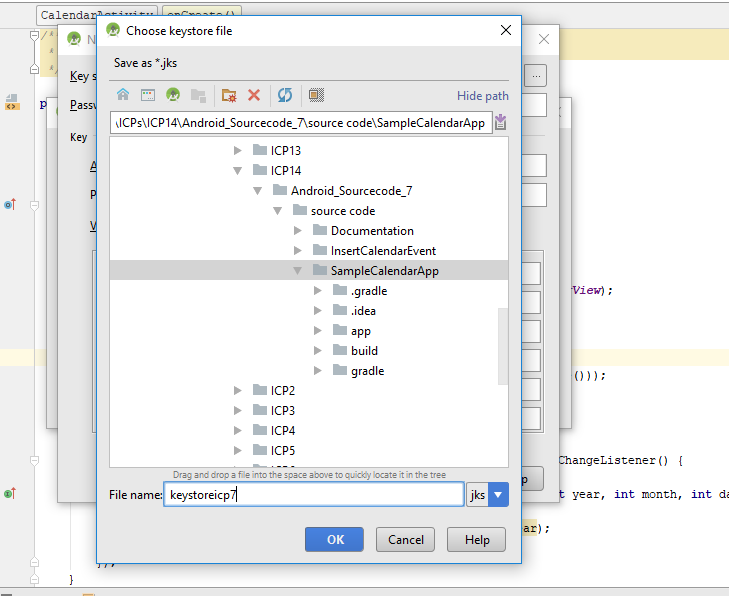 CalendarActivity onCreate()
/*
*
*/
N
Choose keystore file
Save as *.jks
Key s
...
Hide path
p
Passw
\ICPs\ICP14\Android_Sourcecode_7\source code\SampleCalendarApp
Key
ICP13
A
ICP14
P
Android_Sourcecode_7
source code
V
Documentation
InsertCalendarEvent
SampleCalendarApp
.gradle
rView);
.idea
app
build
gradle
()));
ICP2
ICP3
ICP4
ICP5
ChangeListener() {
Drag and drop a file into the space above to quickly locate it in the tree
p
File name: keystoreicp7 jks
t year, int month, int da
ar);
OK Cancel Help
});
}